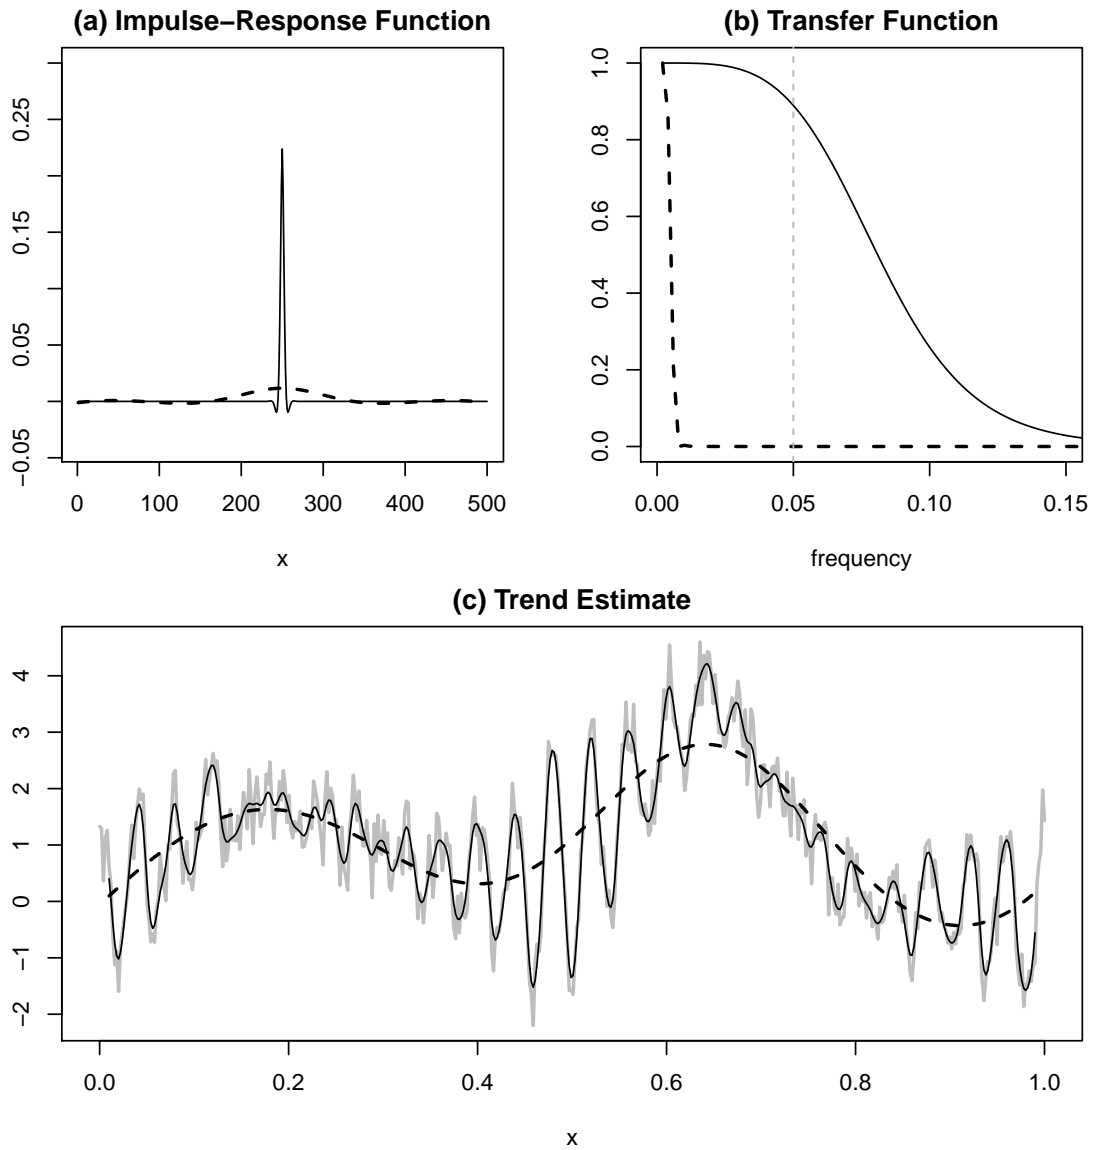 (a) Impulse−Response Function
0.25
0.15
0.05
−0.05
0 100 200 300 400 500
x
(b) Transfer Function
1.0
0.8
0.6
0.4
0.2
0.0
0.00 0.05 0.10 0.15
frequency
(c) Trend Estimate
4
3
2
1
0
−1
−2
0.0 0.2 0.4 0.6 0.8 1.0
x